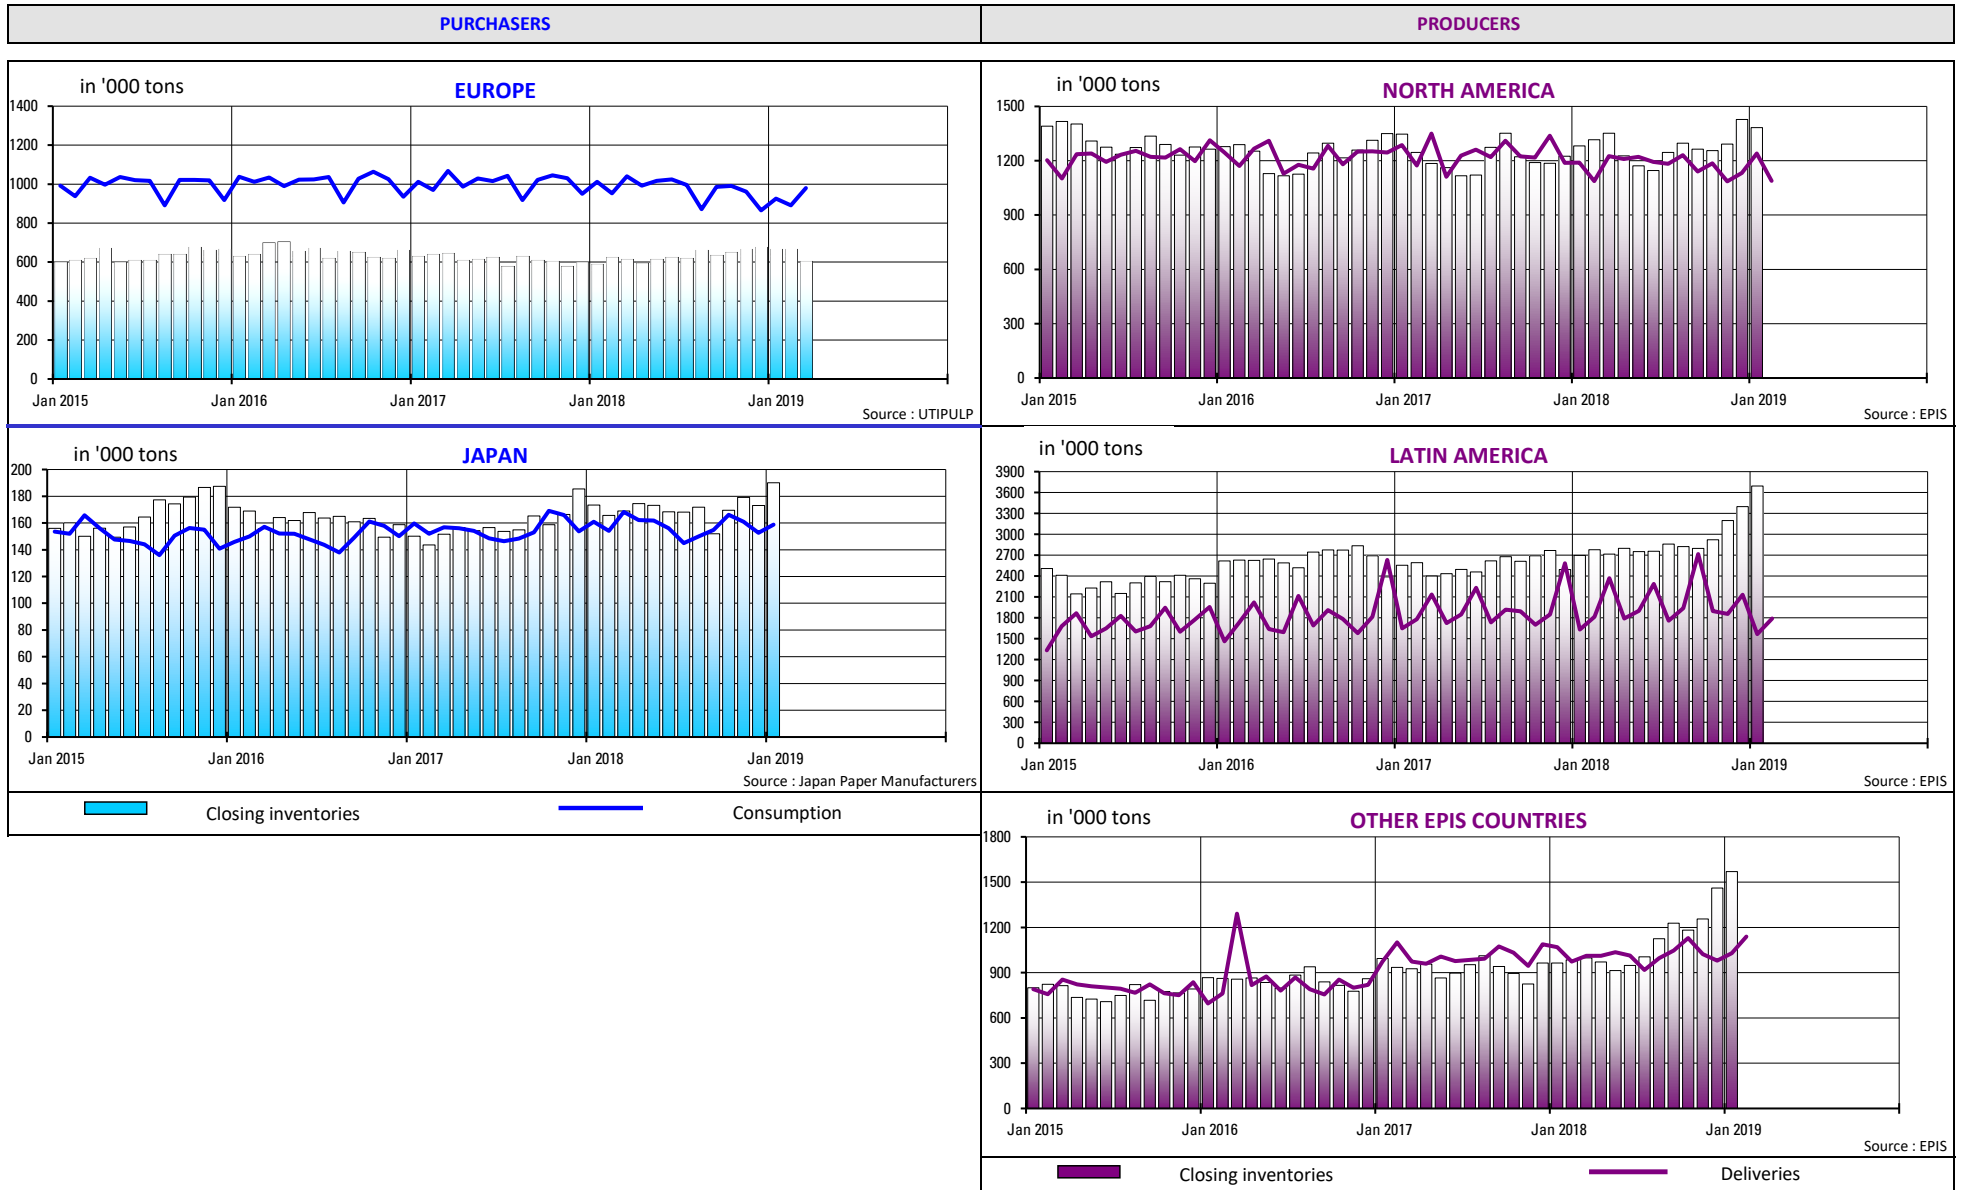 PURCHASERS
PRODUCERS
in '000 tons
EUROPE
1400
1200
1000
800
600
400
200
0
Jan 2015 Jan 2016 Jan 2017 Jan 2018 Jan 2019
Source : UTIPULP
in '000 tons
NORTH AMERICA
1500
1200
900
600
300
0
Jan 2015 Jan 2016 Jan 2017 Jan 2018 Jan 2019
Source : EPIS
in '000 tons
JAPAN
200
180
160
140
120
100
80
60
40
20
0
Jan 2015 Jan 2016 Jan 2017 Jan 2018 Jan 2019
Source : Japan Paper Manufacturers
Closing inventories Consumption
in '000 tons
LATIN AMERICA
3900
3600
3300
3000
2700
2400
2100
1800
1500
1200
900
600
300
0
Jan 2015 Jan 2016 Jan 2017 Jan 2018 Jan 2019
Source : EPIS
in '000 tons
OTHER EPIS COUNTRIES
1800
1500
1200
900
600
300
0
Jan 2015 Jan 2016 Jan 2017 Jan 2018 Jan 2019
Source : EPIS
Closing inventories Deliveries